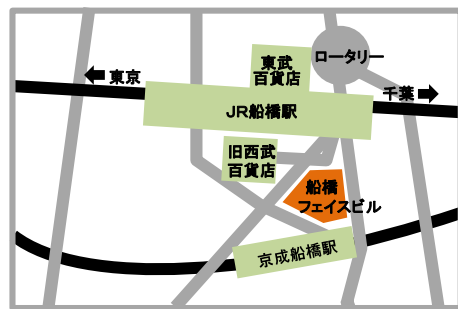 ロータリー
東武
百貨店
東京
千葉
JR船橋駅
旧西武
百貨店
船橋
フェイスビル
京成船橋駅